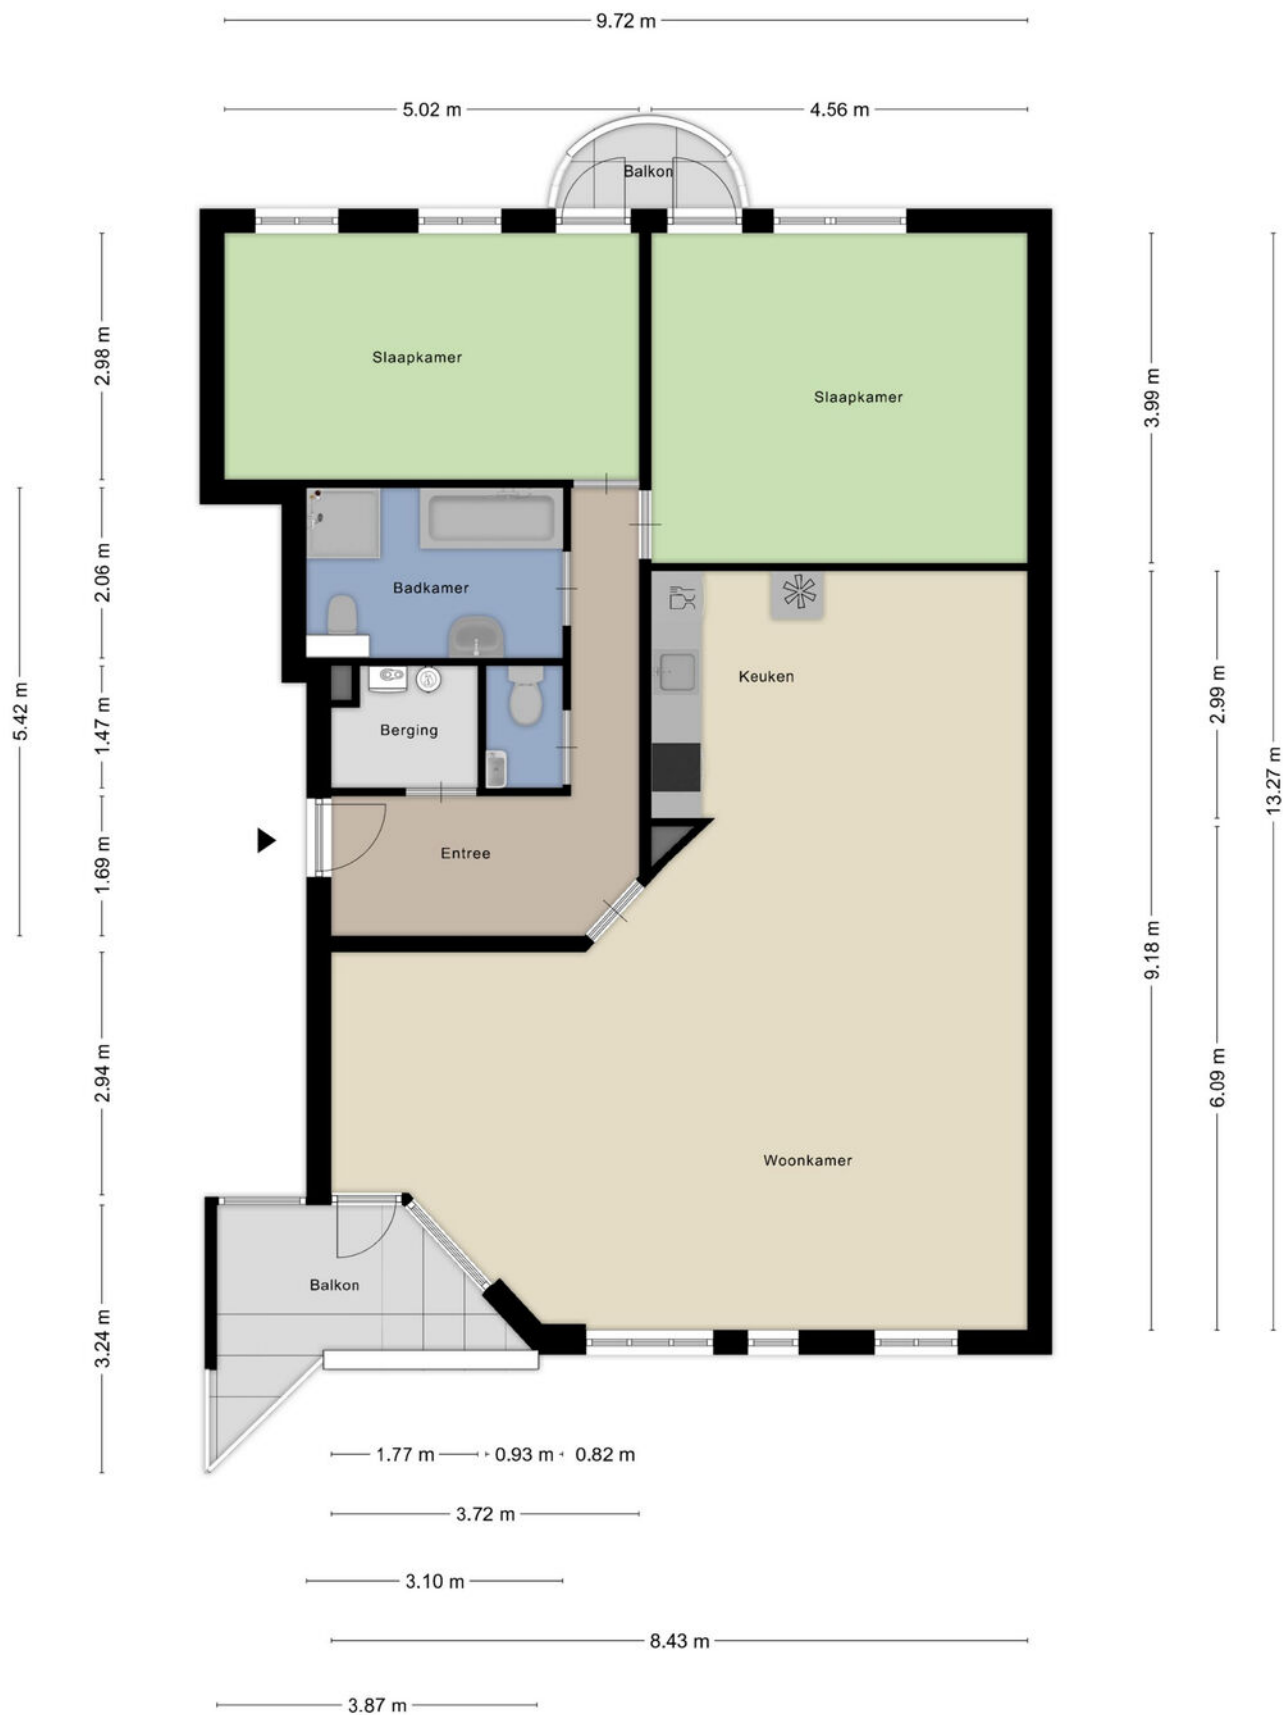 9.72 m
5.02 m
4.56 m
Balkon
2.98 m
Slaapkamer
Slaapkamer
3.99 m
5.42 m
2.06 m
Badkamer
Keuken
2.99 m
1.47 m
Berging
13.27 m
1.69 m
Entree
9.18 m
2.94 m
6.09 m
Woonkamer
Balkon
3.24 m
1.77 m 0.93 m 0.82 m
3.72 m
3.10 m
8.43 m
3.87 m